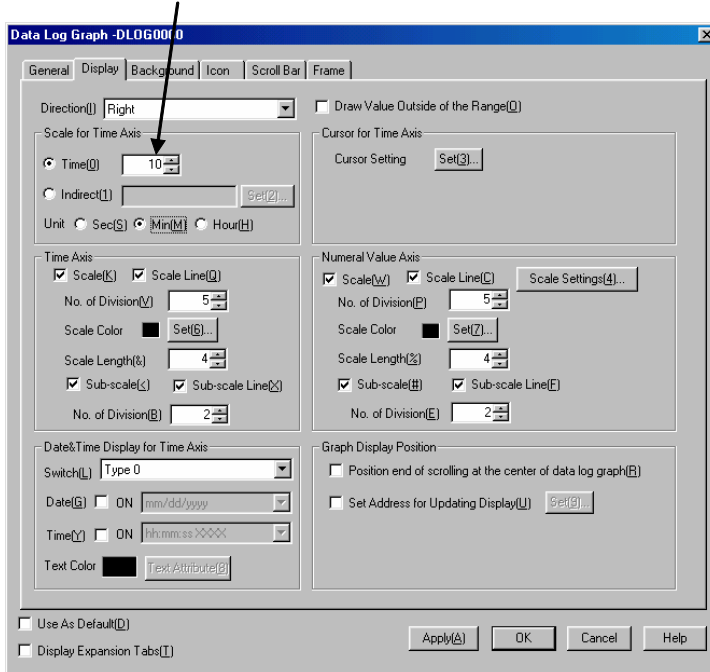 Data Log Graph -DLOG0000
General Display Background Icon Scroll Bar Frame
Direction(I) Right
Draw Value Outside of the Range(O)
Scale for Time Axis
Time(0) 10
Indirect(1) Set(2)...
Unit Sec(S) Min(M) Hour(H)
Cursor for Time Axis
Cursor Setting Set(3)...
Time Axis
Scale(K) Scale Line(Q)
No. of Division(V) 5
Scale Color Set(6)...
Scale Length(&) 4
Sub-scale(<) Sub-scale Line(X)
No. of Division(B) 2
Numeral Value Axis
Scale(W) Scale Line(C) Scale Settings(4)...
No. of Division(P) 5
Scale Color Set(7)...
Scale Length(%) 4
Sub-scale(#) Sub-scale Line(F)
No. of Division(E) 2
Date&Time Display for Time Axis
Switch(L) Type 0
Date(G) ON mm/dd/yyyy
Time(Y) ON hh:mm:ss XXXX
Text Color Text Attribute(8)
Graph Display Position
Position end of scrolling at the center of data log graph(R)
Set Address for Updating Display(U) Set(9)...
Use As Default(D)
Display Expansion Tabs(T)
Apply(A) OK Cancel Help